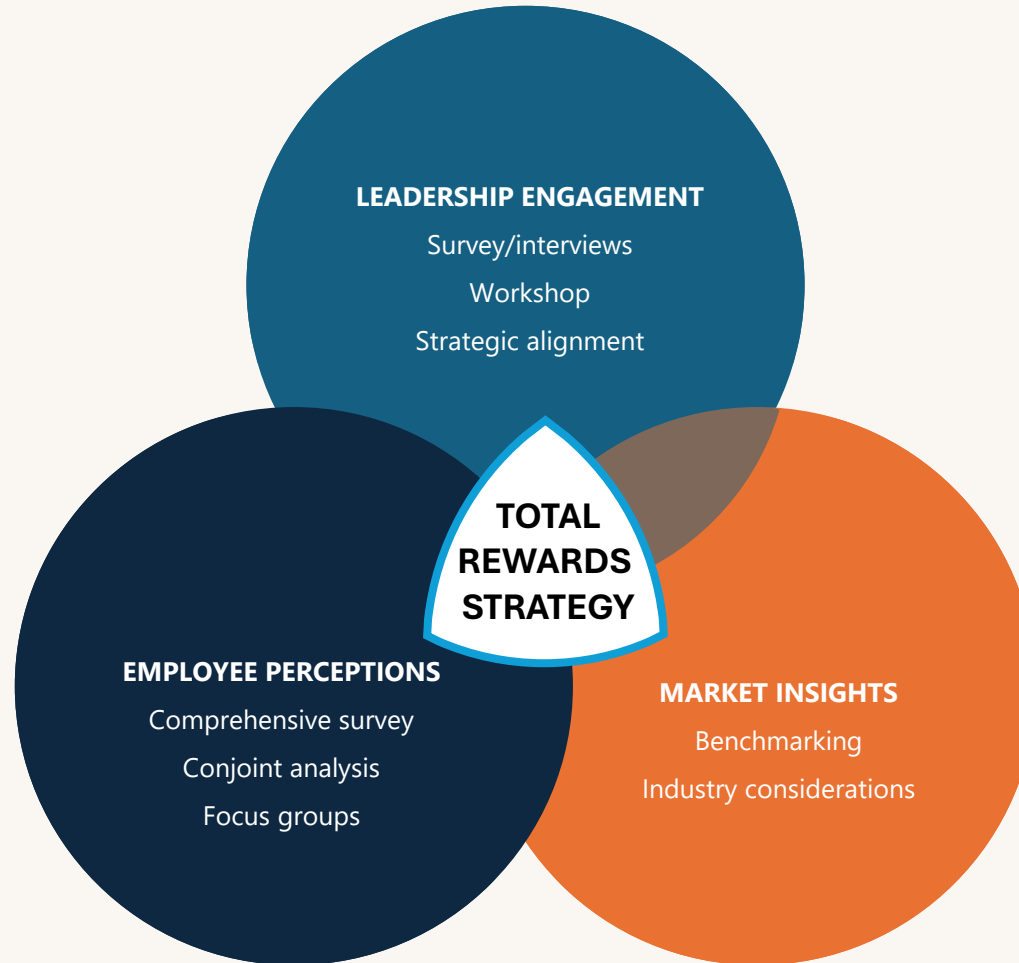 LEADERSHIP ENGAGEMENT
Survey/interviews
Workshop
Strategic alignment
TOTAL
REWARDS
STRATEGY
EMPLOYEE PERCEPTIONS
Comprehensive survey
Conjoint analysis
Focus groups
MARKET INSIGHTS
Benchmarking
Industry considerations